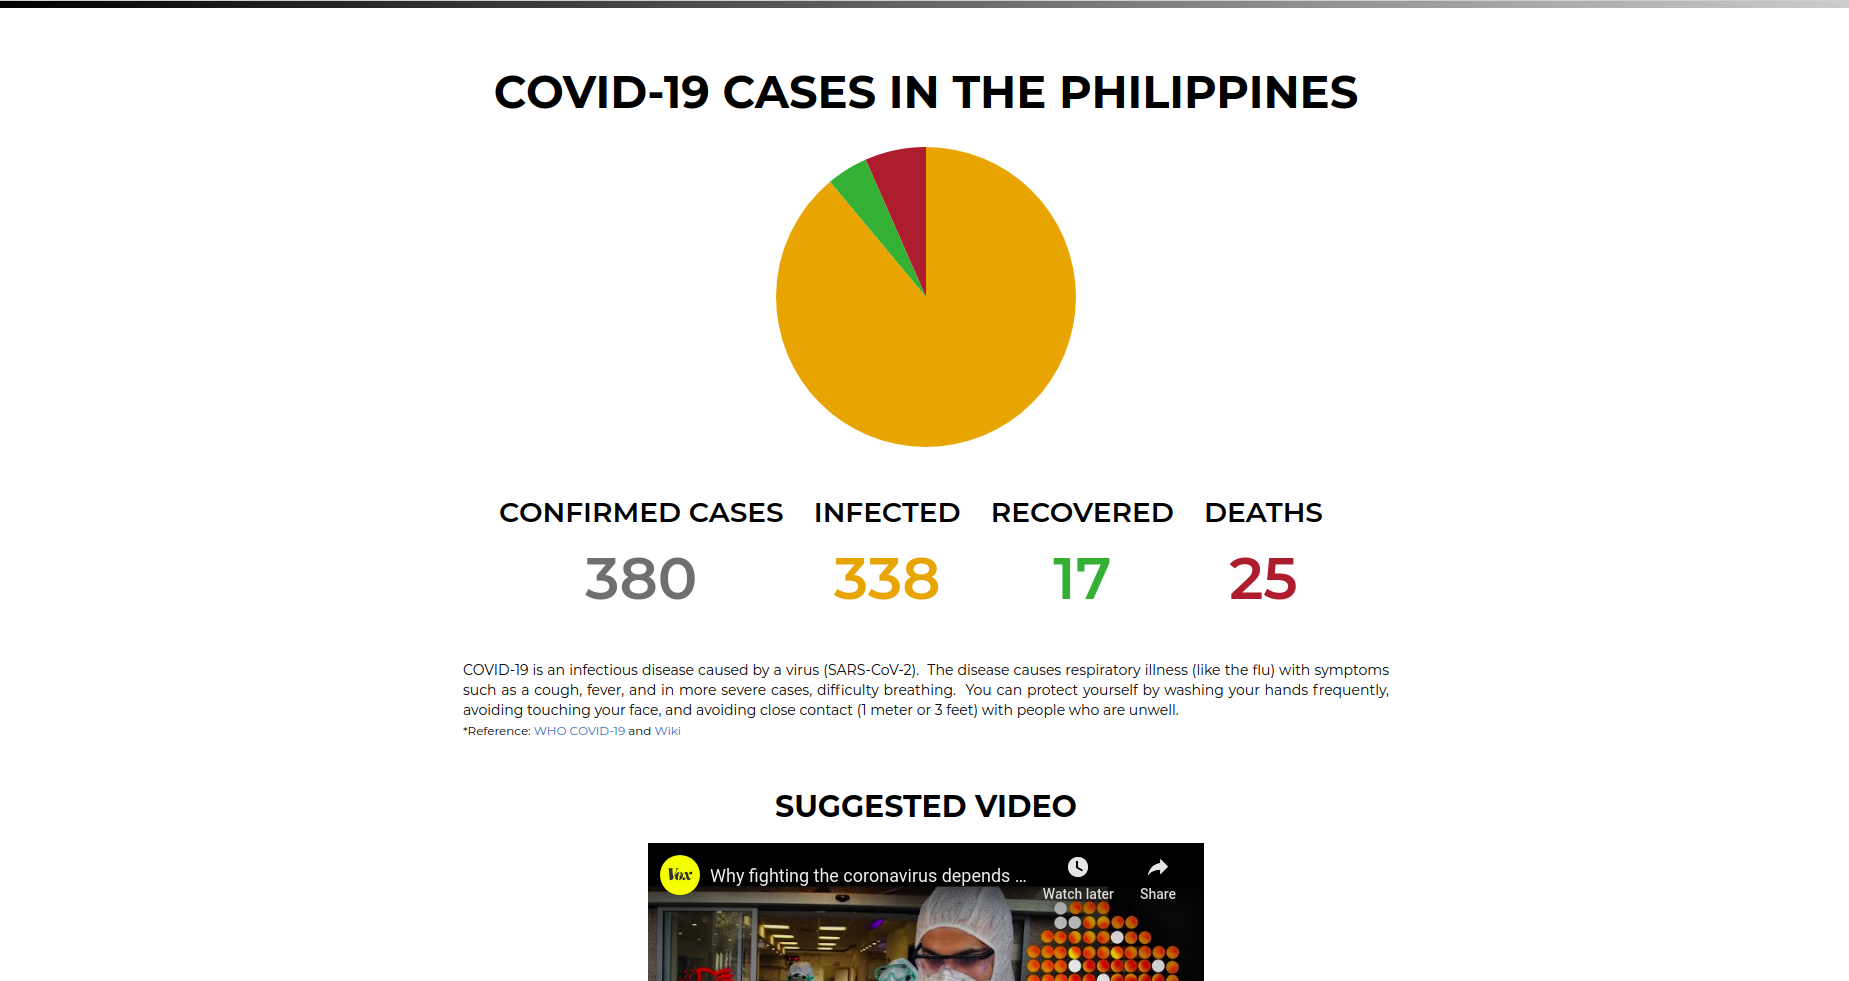 COVID-19 CASES IN THE PHILIPPINES
CONFIRMED CASES INFECTED RECOVERED DEATHS
380 338 17 25
COVID-19 is an infectious disease caused by a virus (SARS-CoV-2).  The disease causes respiratory illness (like the flu) with symptoms
such as a cough, fever, and in more severe cases, difficulty breathing.  You can protect yourself by washing your hands frequently,
avoiding touching your face, and avoiding close contact (1 meter or 3 feet) with people who are unwell.
*Reference: WHO COVID-19 and Wiki
SUGGESTED VIDEO
Vox Why fighting the coronavirus depends ...
Watch later Share